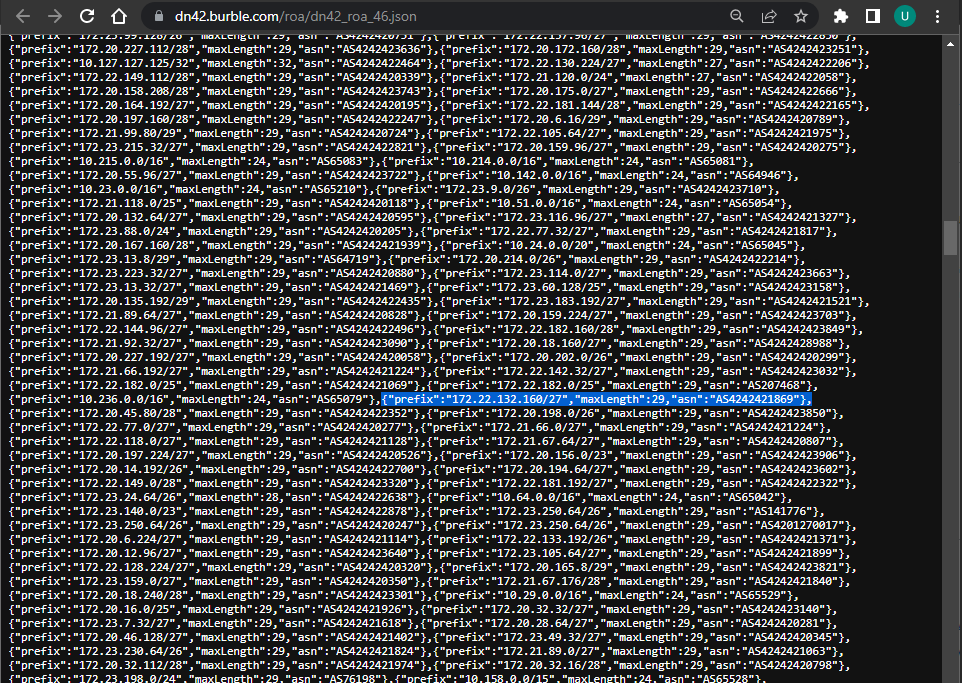 dn42.burble.com/roa/dn42_roa_46.json
U
{"prefix":"172.20.227.112/28","maxLength":29,"asn":"AS4242423636"},{"prefix":"172.20.172.160/28","maxLength":29,"asn":"AS4242423251"},
{"prefix":"10.127.127.125/32","maxLength":32,"asn":"AS4242422464"},{"prefix":"172.22.130.224/27","maxLength":27,"asn":"AS4242422206"},
{"prefix":"172.22.149.112/28","maxLength":29,"asn":"AS4242420339"},{"prefix":"172.21.120.0/24","maxLength":27,"asn":"AS4242422058"},
{"prefix":"172.20.158.208/28","maxLength":29,"asn":"AS4242423743"},{"prefix":"172.20.175.0/27","maxLength":29,"asn":"AS4242422666"},
{"prefix":"172.20.164.192/27","maxLength":29,"asn":"AS4242420195"},{"prefix":"172.22.181.144/28","maxLength":29,"asn":"AS4242422165"},
{"prefix":"172.20.197.160/28","maxLength":29,"asn":"AS4242422247"},{"prefix":"172.20.6.16/29","maxLength":29,"asn":"AS4242420789"},
{"prefix":"172.21.99.80/29","maxLength":29,"asn":"AS4242420724"},{"prefix":"172.22.105.64/27","maxLength":29,"asn":"AS4242421975"},
{"prefix":"172.23.215.32/27","maxLength":29,"asn":"AS4242422821"},{"prefix":"172.20.159.96/27","maxLength":29,"asn":"AS4242420275"},
{"prefix":"10.215.0.0/16","maxLength":24,"asn":"AS65083"},{"prefix":"10.214.0.0/16","maxLength":24,"asn":"AS65081"},
{"prefix":"172.20.55.96/27","maxLength":29,"asn":"AS4242423722"},{"prefix":"10.142.0.0/16","maxLength":24,"asn":"AS64946"},
{"prefix":"10.23.0.0/16","maxLength":24,"asn":"AS65210"},{"prefix":"172.23.9.0/26","maxLength":29,"asn":"AS4242423710"},
{"prefix":"172.21.118.0/25","maxLength":29,"asn":"AS4242420118"},{"prefix":"10.51.0.0/16","maxLength":24,"asn":"AS65054"},
{"prefix":"172.20.132.64/27","maxLength":29,"asn":"AS4242420595"},{"prefix":"172.23.116.96/27","maxLength":27,"asn":"AS4242421327"},
{"prefix":"172.23.88.0/24","maxLength":29,"asn":"AS4242420205"},{"prefix":"172.22.77.32/27","maxLength":29,"asn":"AS4242421817"},
{"prefix":"172.20.167.160/28","maxLength":29,"asn":"AS4242421939"},{"prefix":"10.24.0.0/20","maxLength":24,"asn":"AS65045"},
{"prefix":"172.23.13.8/29","maxLength":29,"asn":"AS64719"},{"prefix":"172.20.214.0/26","maxLength":29,"asn":"AS4242422214"},
{"prefix":"172.23.223.32/27","maxLength":29,"asn":"AS4242420880"},{"prefix":"172.23.114.0/27","maxLength":29,"asn":"AS4242423663"},
{"prefix":"172.23.13.32/27","maxLength":29,"asn":"AS4242421469"},{"prefix":"172.23.60.128/25","maxLength":29,"asn":"AS4242423158"},
{"prefix":"172.20.135.192/29","maxLength":29,"asn":"AS4242422435"},{"prefix":"172.23.183.192/27","maxLength":29,"asn":"AS4242421521"},
{"prefix":"172.21.89.64/27","maxLength":29,"asn":"AS4242420828"},{"prefix":"172.20.159.224/27","maxLength":29,"asn":"AS4242423703"},
{"prefix":"172.22.144.96/27","maxLength":29,"asn":"AS4242422496"},{"prefix":"172.22.182.160/28","maxLength":29,"asn":"AS4242423849"},
{"prefix":"172.21.92.32/27","maxLength":29,"asn":"AS4242423090"},{"prefix":"172.20.18.160/27","maxLength":29,"asn":"AS4242428988"},
{"prefix":"172.20.227.192/27","maxLength":29,"asn":"AS4242420058"},{"prefix":"172.20.202.0/26","maxLength":29,"asn":"AS4242420299"},
{"prefix":"172.21.66.192/27","maxLength":29,"asn":"AS4242421224"},{"prefix":"172.22.142.32/27","maxLength":29,"asn":"AS4242423032"},
{"prefix":"172.22.182.0/25","maxLength":29,"asn":"AS4242421069"},{"prefix":"172.22.182.0/25","maxLength":29,"asn":"AS207468"},
{"prefix":"10.236.0.0/16","maxLength":24,"asn":"AS65079"},{"prefix":"172.22.132.160/27","maxLength":29,"asn":"AS4242421869"},
{"prefix":"172.20.45.80/28","maxLength":29,"asn":"AS4242422352"},{"prefix":"172.20.198.0/26","maxLength":29,"asn":"AS4242423850"},
{"prefix":"172.22.77.0/27","maxLength":29,"asn":"AS4242420277"},{"prefix":"172.21.66.0/27","maxLength":29,"asn":"AS4242421224"},
{"prefix":"172.22.118.0/27","maxLength":29,"asn":"AS4242421128"},{"prefix":"172.21.67.64/27","maxLength":29,"asn":"AS4242420807"},
{"prefix":"172.20.197.224/27","maxLength":29,"asn":"AS4242420526"},{"prefix":"172.20.156.0/23","maxLength":29,"asn":"AS4242423906"},
{"prefix":"172.20.14.192/26","maxLength":29,"asn":"AS4242422700"},{"prefix":"172.20.194.64/27","maxLength":29,"asn":"AS4242423602"},
{"prefix":"172.22.149.0/28","maxLength":29,"asn":"AS4242423320"},{"prefix":"172.22.181.192/27","maxLength":29,"asn":"AS4242422322"},
{"prefix":"172.23.24.64/26","maxLength":28,"asn":"AS4242422638"},{"prefix":"10.64.0.0/16","maxLength":24,"asn":"AS65042"},
{"prefix":"172.23.140.0/23","maxLength":29,"asn":"AS4242422878"},{"prefix":"172.23.250.64/26","maxLength":29,"asn":"AS141776"},
{"prefix":"172.23.250.64/26","maxLength":29,"asn":"AS4242420247"},{"prefix":"172.23.250.64/26","maxLength":29,"asn":"AS4201270017"},
{"prefix":"172.20.6.224/27","maxLength":29,"asn":"AS4242421114"},{"prefix":"172.22.133.192/26","maxLength":29,"asn":"AS4242421371"},
{"prefix":"172.20.12.96/27","maxLength":29,"asn":"AS4242423640"},{"prefix":"172.23.105.64/27","maxLength":29,"asn":"AS4242421899"},
{"prefix":"172.22.128.224/27","maxLength":29,"asn":"AS4242420320"},{"prefix":"172.20.165.8/29","maxLength":29,"asn":"AS4242423821"},
{"prefix":"172.23.159.0/27","maxLength":29,"asn":"AS4242420350"},{"prefix":"172.21.67.176/28","maxLength":29,"asn":"AS4242421840"},
{"prefix":"172.20.18.240/28","maxLength":29,"asn":"AS4242423301"},{"prefix":"10.29.0.0/16","maxLength":24,"asn":"AS65529"},
{"prefix":"172.20.16.0/25","maxLength":29,"asn":"AS4242421926"},{"prefix":"172.20.32.32/27","maxLength":29,"asn":"AS4242423140"},
{"prefix":"172.23.7.32/27","maxLength":29,"asn":"AS4242421618"},{"prefix":"172.20.28.64/27","maxLength":29,"asn":"AS4242420281"},
{"prefix":"172.20.46.128/27","maxLength":29,"asn":"AS4242421402"},{"prefix":"172.23.49.32/27","maxLength":29,"asn":"AS4242420345"},
{"prefix":"172.23.230.64/26","maxLength":29,"asn":"AS4242421824"},{"prefix":"172.21.89.0/27","maxLength":29,"asn":"AS4242421063"},
{"prefix":"172.20.32.112/28","maxLength":29,"asn":"AS4242421974"},{"prefix":"172.20.32.16/28","maxLength":29,"asn":"AS4242420798"},
{"prefix":"172.23.198.0/24","maxLength":29,"asn":"AS76198"},{"prefix":"10.158.0.0/15","maxLength":24,"asn":"AS65528"},